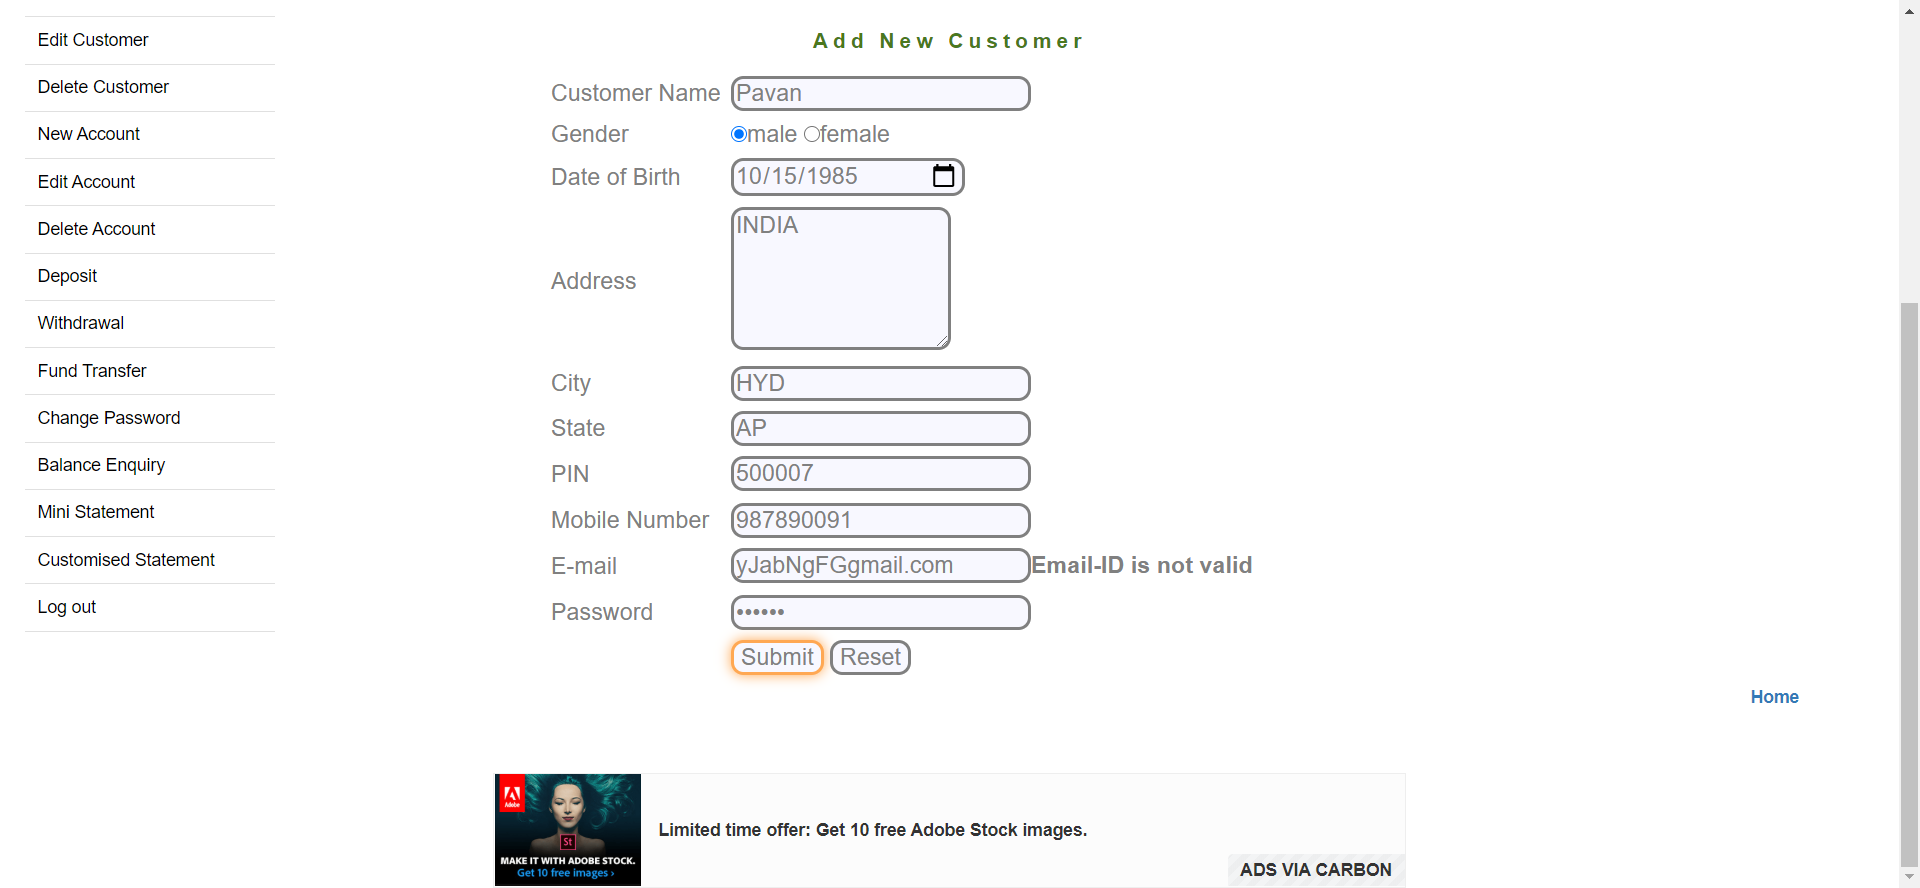 Edit Customer
Delete Customer
New Account
Edit Account
Delete Account
Deposit
Withdrawal
Fund Transfer
Change Password
Balance Enquiry
Mini Statement
Customised Statement
Log out
Add New Customer
Customer Name Pavan
Gender male female
Date of Birth 10/15/1985
Address INDIA
City HYD
State AP
PIN 500007
Mobile Number 987890091
E-mail yJabNgFGgmail.com Email-ID is not valid
Password ••••••
Submit Reset
Home
Adobe
St
MAKE IT WITH ADOBE STOCK.
Get 10 free images ›
Limited time offer: Get 10 free Adobe Stock images.
ADS VIA CARBON